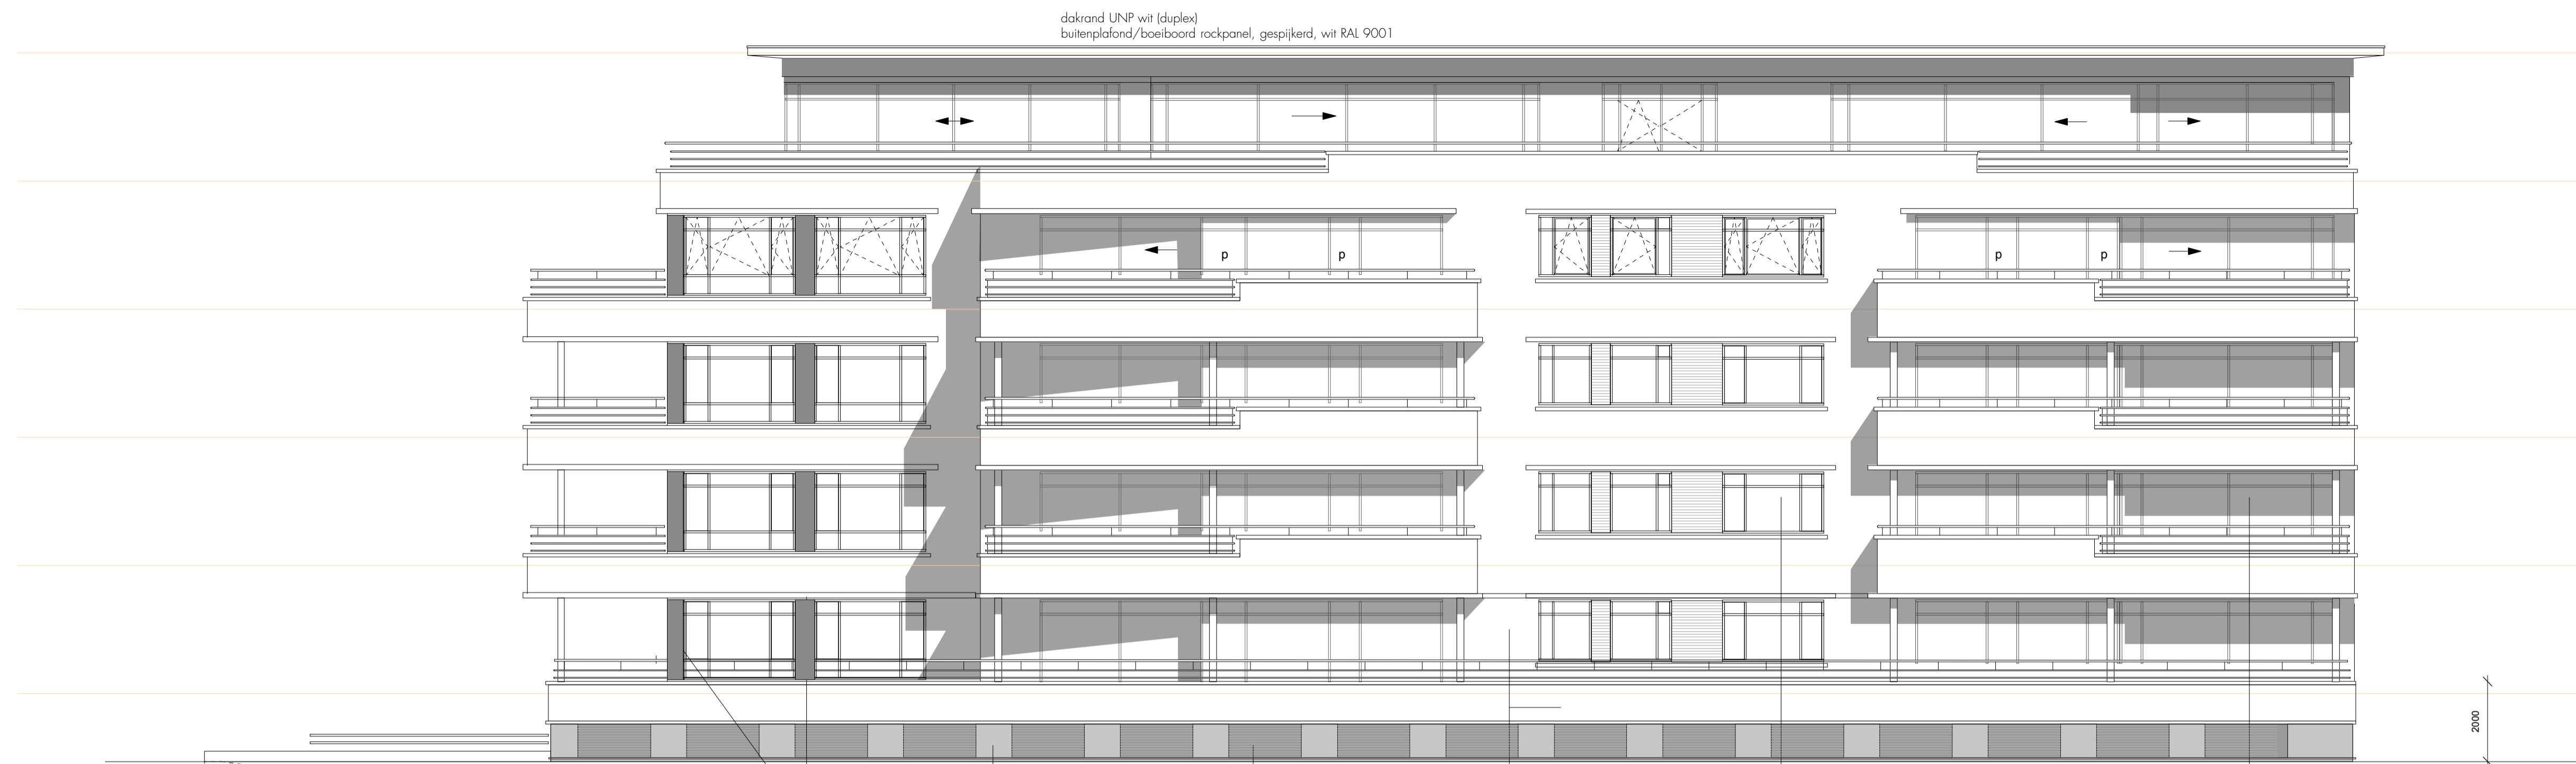 dakrand UNP wit (duplex)
buitenplafond/boeiboord rockpanel, gespijkerd, wit RAL 9001
p
p
p
p
2000